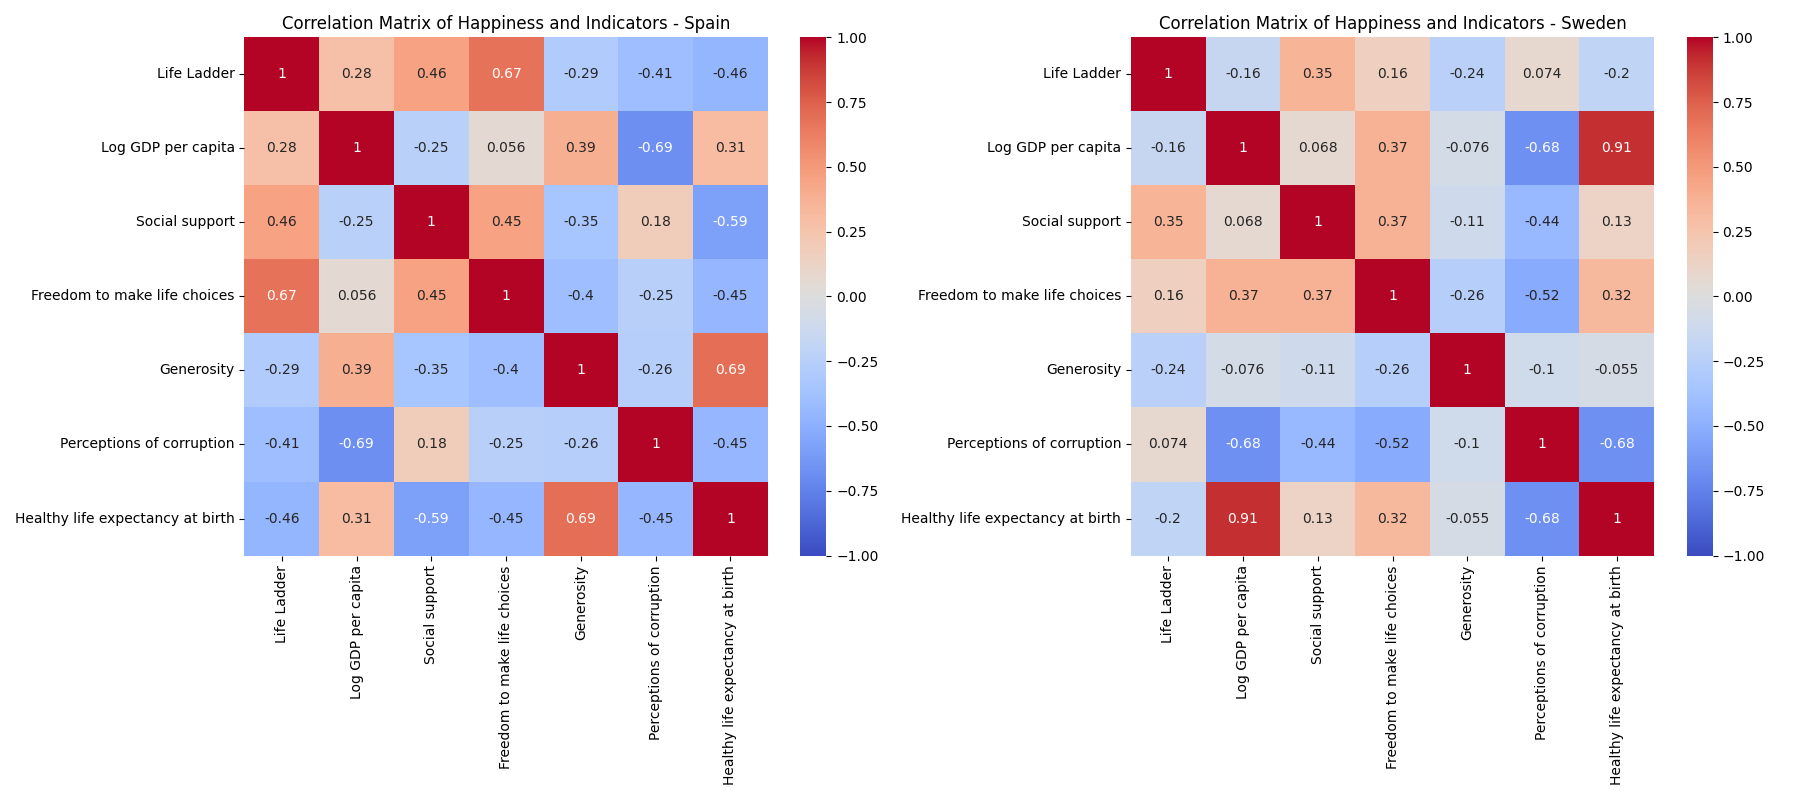 Correlation Matrix of Happiness and Indicators - Spain
Life Ladder 1 0.28 0.46 0.67 -0.29 -0.41 -0.46
Log GDP per capita 0.28 1 -0.25 0.056 0.39 -0.69 0.31
Social support 0.46 -0.25 1 0.45 -0.35 0.18 -0.59
Freedom to make life choices 0.67 0.056 0.45 1 -0.4 -0.25 -0.45
Generosity -0.29 0.39 -0.35 -0.4 1 -0.26 0.69
Perceptions of corruption -0.41 -0.69 0.18 -0.25 -0.26 1 -0.45
Healthy life expectancy at birth -0.46 0.31 -0.59 -0.45 0.69 -0.45 1
Life Ladder
Log GDP per capita
Social support
Freedom to make life choices
Generosity
Perceptions of corruption
Healthy life expectancy at birth
1.00
0.75
0.50
0.25
0.00
−0.25
−0.50
−0.75
−1.00
Correlation Matrix of Happiness and Indicators - Sweden
Life Ladder 1 -0.16 0.35 0.16 -0.24 0.074 -0.2
Log GDP per capita -0.16 1 0.068 0.37 -0.076 -0.68 0.91
Social support 0.35 0.068 1 0.37 -0.11 -0.44 0.13
Freedom to make life choices 0.16 0.37 0.37 1 -0.26 -0.52 0.32
Generosity -0.24 -0.076 -0.11 -0.26 1 -0.1 -0.055
Perceptions of corruption 0.074 -0.68 -0.44 -0.52 -0.1 1 -0.68
Healthy life expectancy at birth -0.2 0.91 0.13 0.32 -0.055 -0.68 1
Life Ladder
Log GDP per capita
Social support
Freedom to make life choices
Generosity
Perceptions of corruption
Healthy life expectancy at birth
1.00
0.75
0.50
0.25
0.00
−0.25
−0.50
−0.75
−1.00